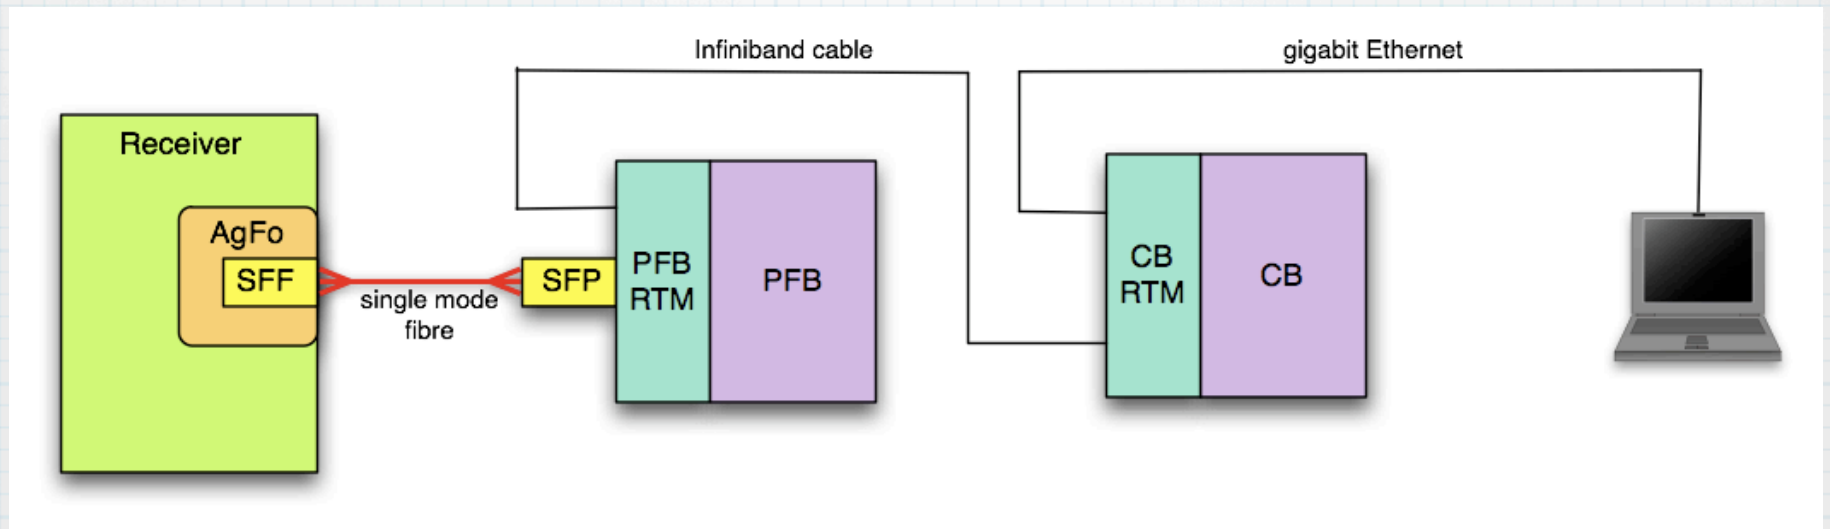 Infiniband cable
gigabit Ethernet
Receiver
AgFo
SFF
single mode
fibre
SFP
PFB
RTM
PFB
CB
RTM
CB